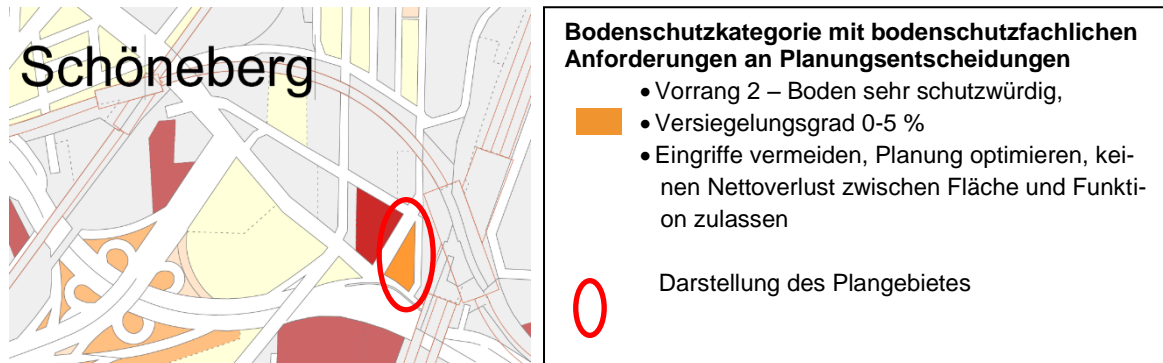 Schöneberg
Bodenschutzkategorie mit bodenschutzfachlichen
Anforderungen an Planungsentscheidungen
• Vorrang 2 – Boden sehr schutzwürdig,
• Versiegelungsgrad 0-5 %
• Eingriffe vermeiden, Planung optimieren, kei-
nen Nettoverlust zwischen Fläche und Funkti-
on zulassen
Darstellung des Plangebietes